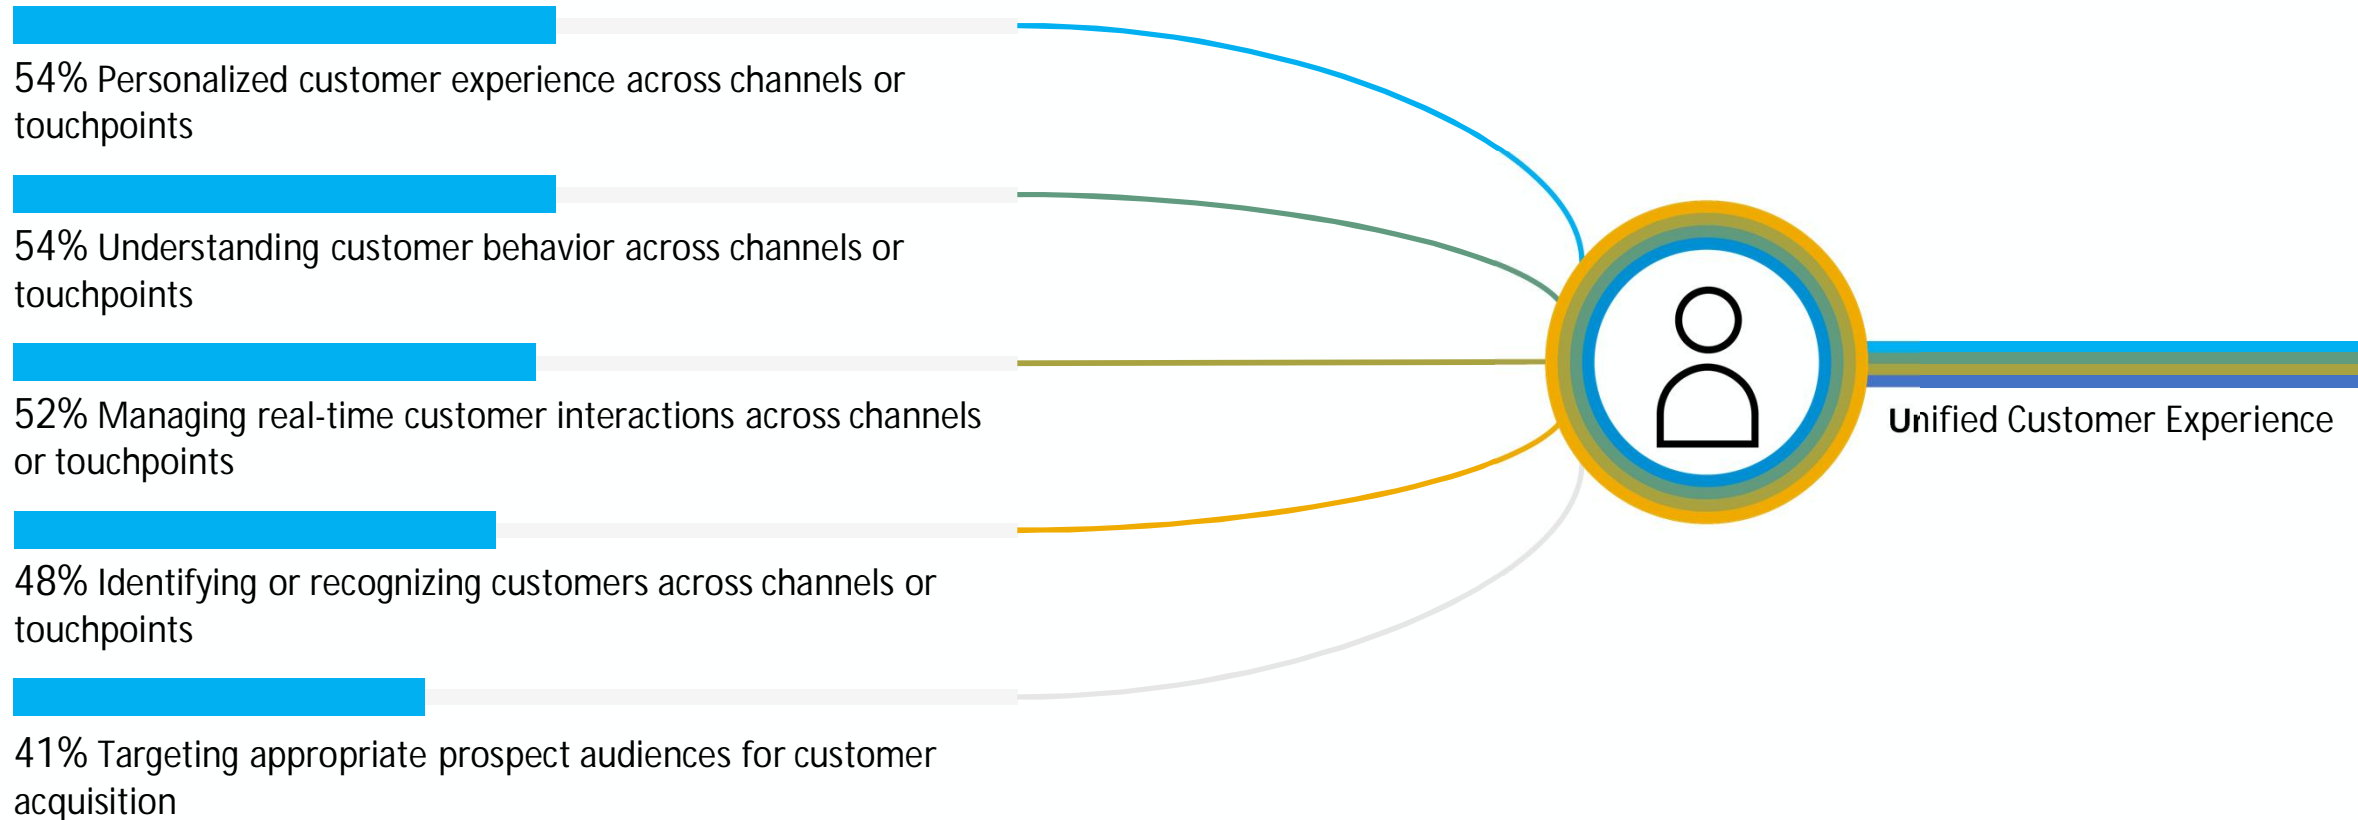 54% Personalized customer experience across channels or
touchpoints
54% Understanding customer behavior across channels or
touchpoints
52% Managing real-time customer interactions across channels
or touchpoints
48% Identifying or recognizing customers across channels or
touchpoints
41% Targeting appropriate prospect audiences for customer
acquisition
Unified Customer Experience